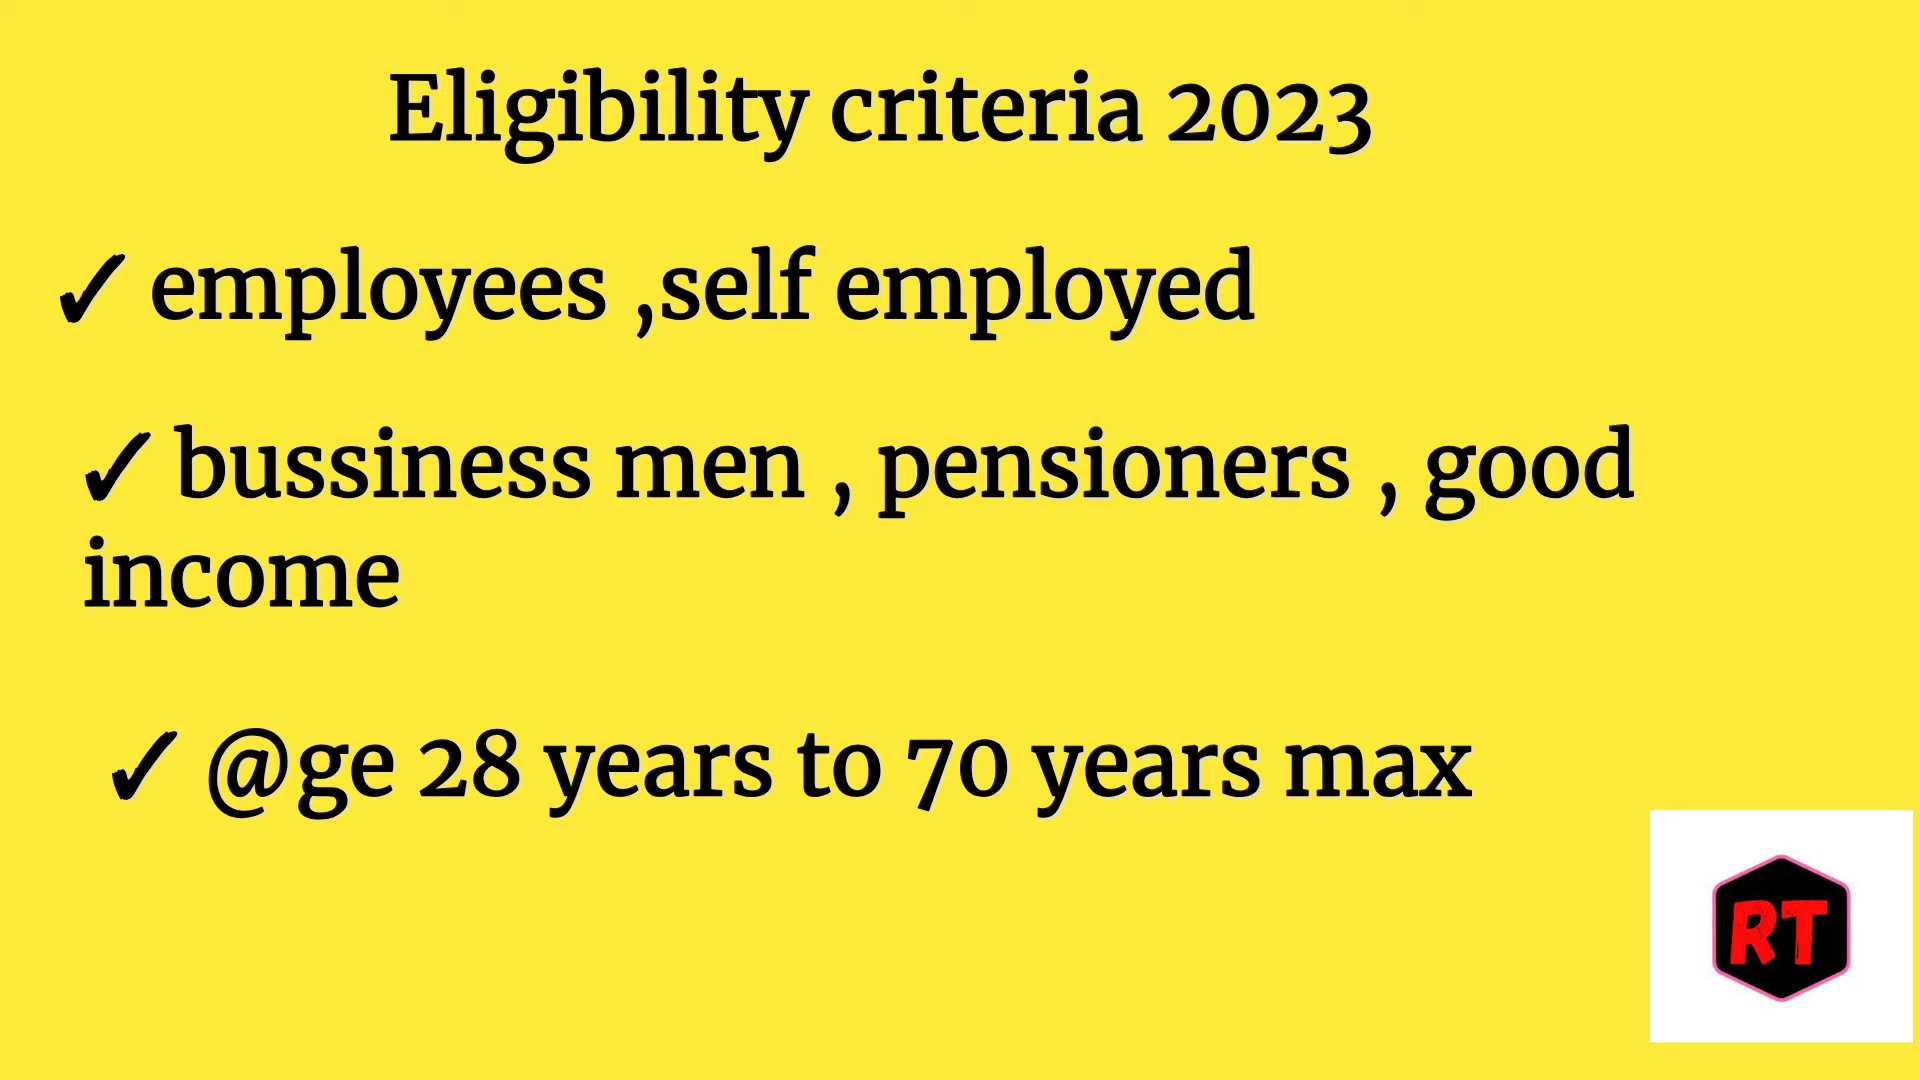 Eligibility criteria 2023
✓ employees ,self employed
✓ bussiness men , pensioners , good
income
✓ @ge 28 years to 70 years max
RT